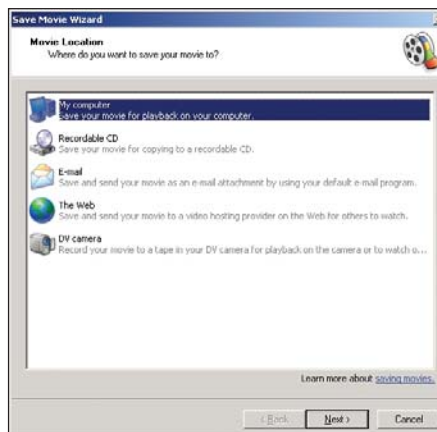 Save Movie Wizard
Movie Location
Where do you want to save your movie to?
My computer
Save your movie for playback on your computer.
Recordable CD
Save your movie for copying to a recordable CD.
E-mail
Save and send your movie as an e-mail attachment by using your default e-mail program.
The Web
Save and send your movie to a video hosting provider on the Web for others to watch.
DV camera
Record your movie to a tape in your DV camera for playback on the camera or to watch o...
Learn more about saving movies.
< Back Next > Cancel